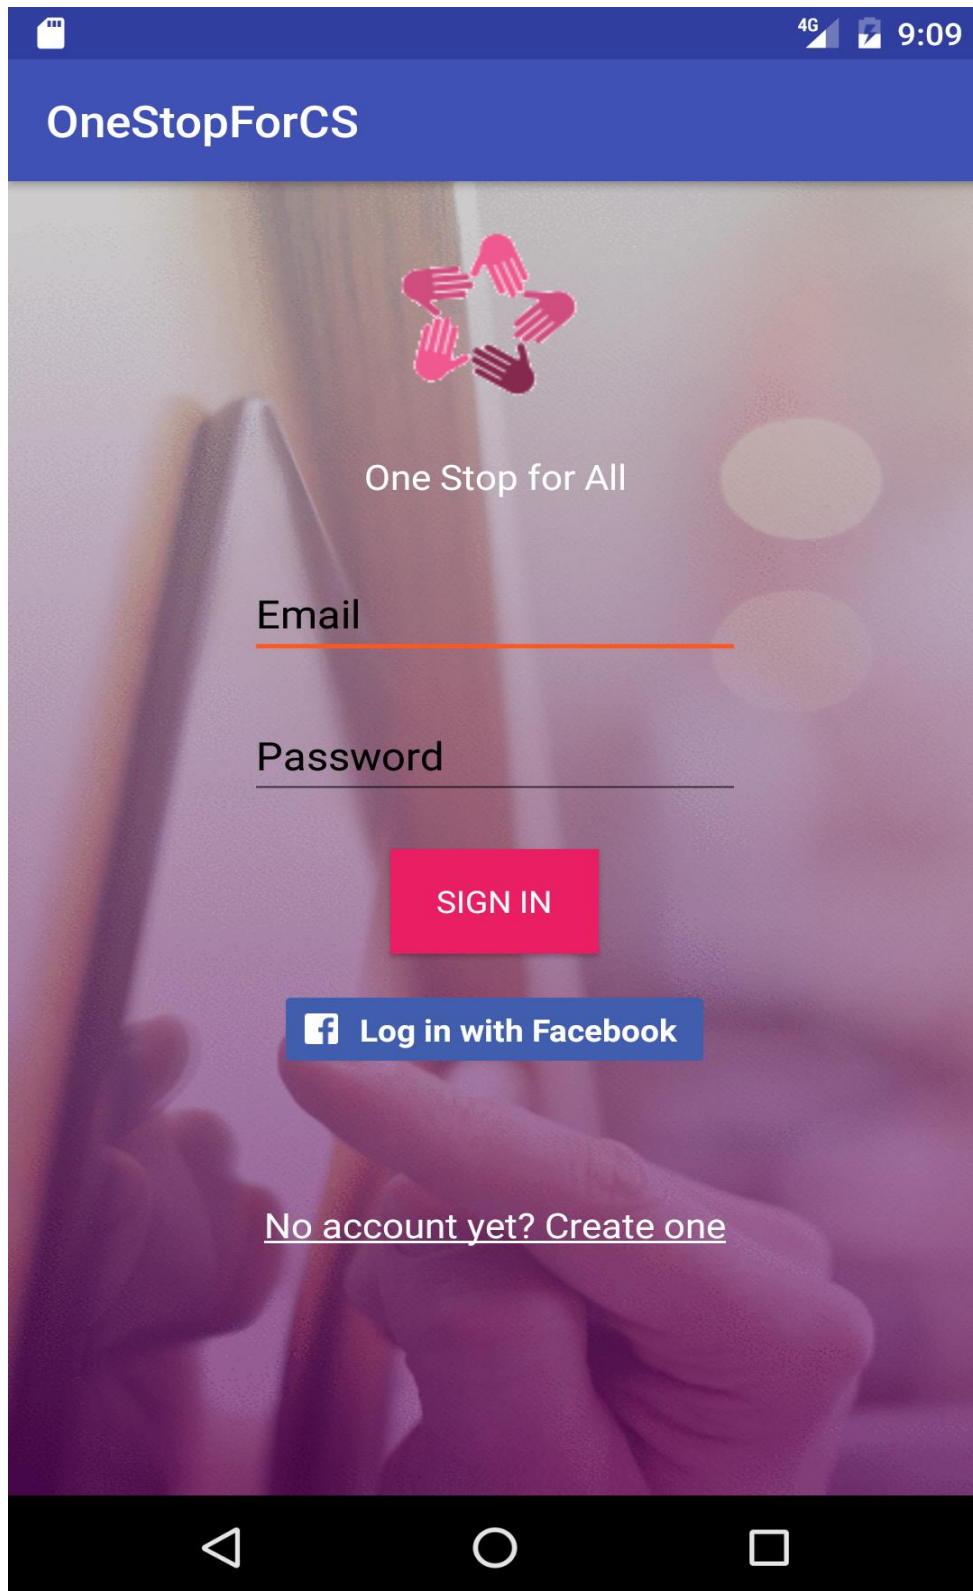 4G 9:09
OneStopForCS
One Stop for All
Email
Password
SIGN IN
f Log in with Facebook
No account yet? Create one